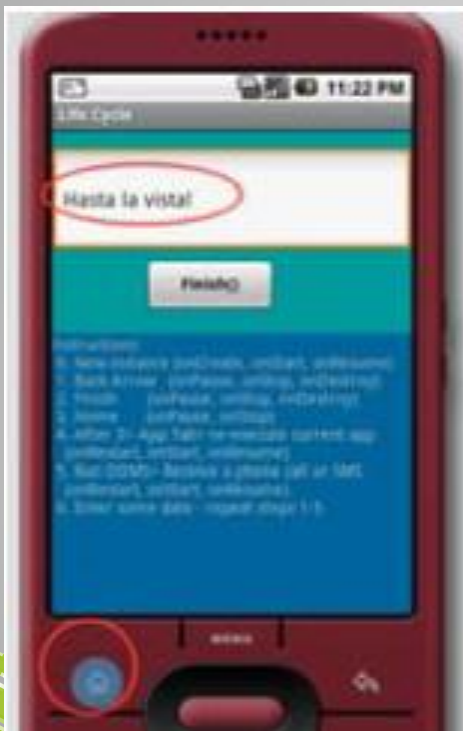 11:22 PM
Life Cycle
Hasta la vista!
Finish()
Instructions:
0. New instance (onCreate, onStart, onResume)
1. Back Arrow (onPause, onStop, onDestroy)
2. Finish (onPause, onStop, onDestroy)
3. Home (onPause, onStop)
4. After 3> App Tab> re-execute current app
(onRestart, onStart, onResume)
5. Run DDMS> Receive a phone call or SMS
(onRestart, onStart, onResume)
6. Enter some data - repeat steps 1-5
MENU